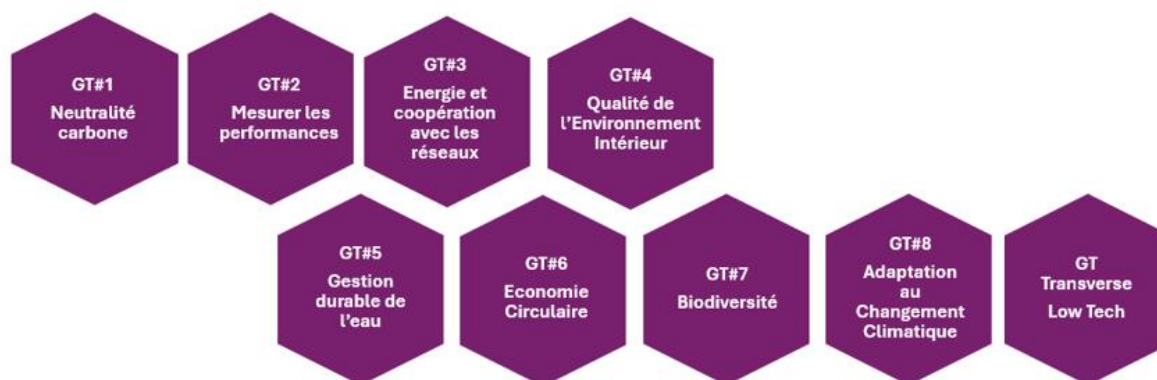 GT#1
Neutralité
carbone
GT#2
Mesurer les
performances
GT#3
Energie et
coopération
avec les
réseaux
GT#4
Qualité de
l'Environnement
Intérieur
GT#5
Gestion
durable de
l'eau
GT#6
Economie
Circulaire
GT#7
Biodiversité
GT#8
Adaptation
au
Changement
Climatique
GT
Transverse
Low Tech